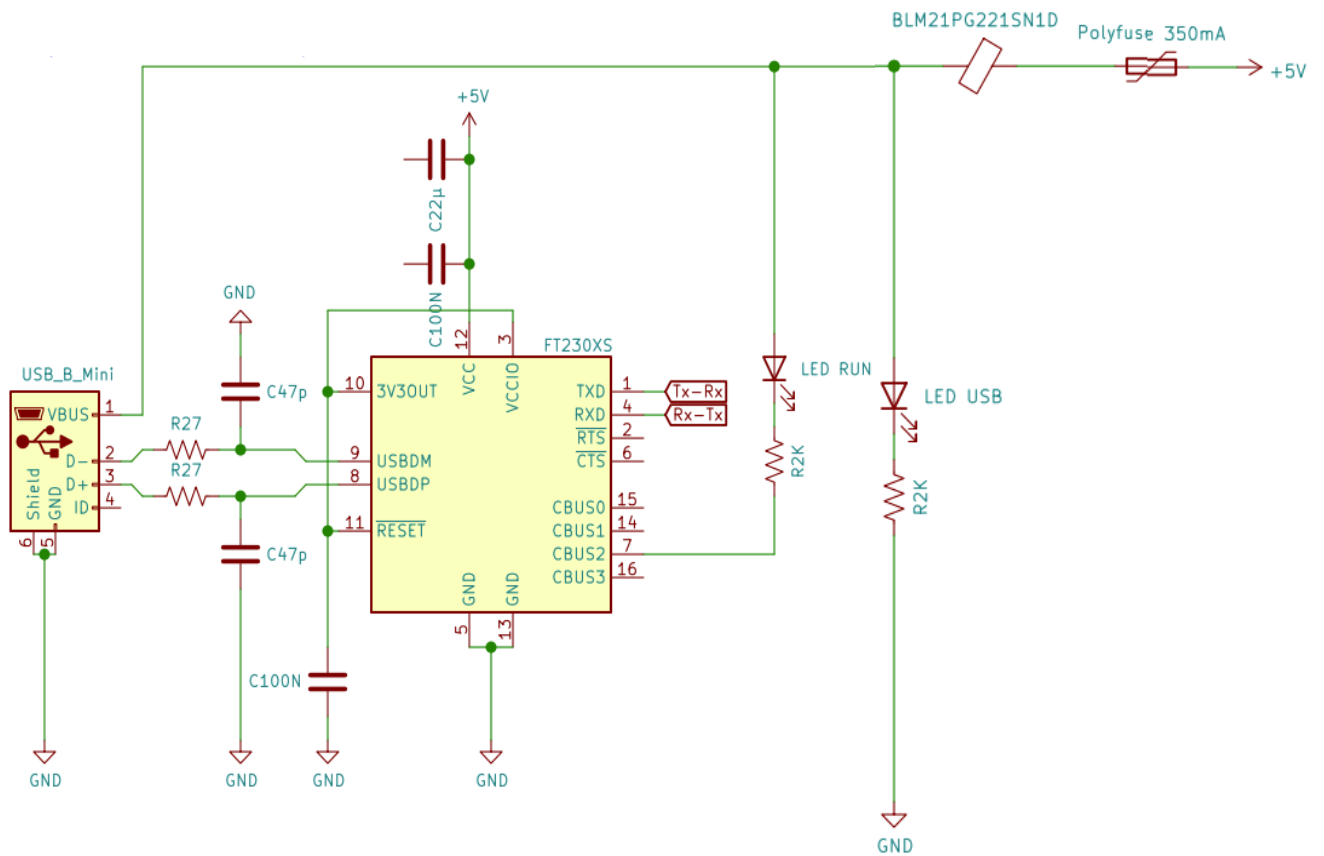 BLM21PG221SN1D
Polyfuse 350mA
+5V
+5V
C22µ
C100N
GND
FT230XS
USB_B_Mini
VBUS 1
D- 2
D+ 3
ID 4
Shield
GND
6
5
R27
R27
C47p
C47p
12
3
VCC
VCCIO
10 3V3OUT
9 USBDM
8 USBDP
11 RESET
TXD 1
RXD 4
RTS 2
CTS 6
CBUS0 15
CBUS1 14
CBUS2 7
CBUS3 16
GND
GND
5
13
Tx-Rx
Rx-Tx
LED RUN
R2K
LED USB
R2K
C100N
GND
GND
GND
GND
GND